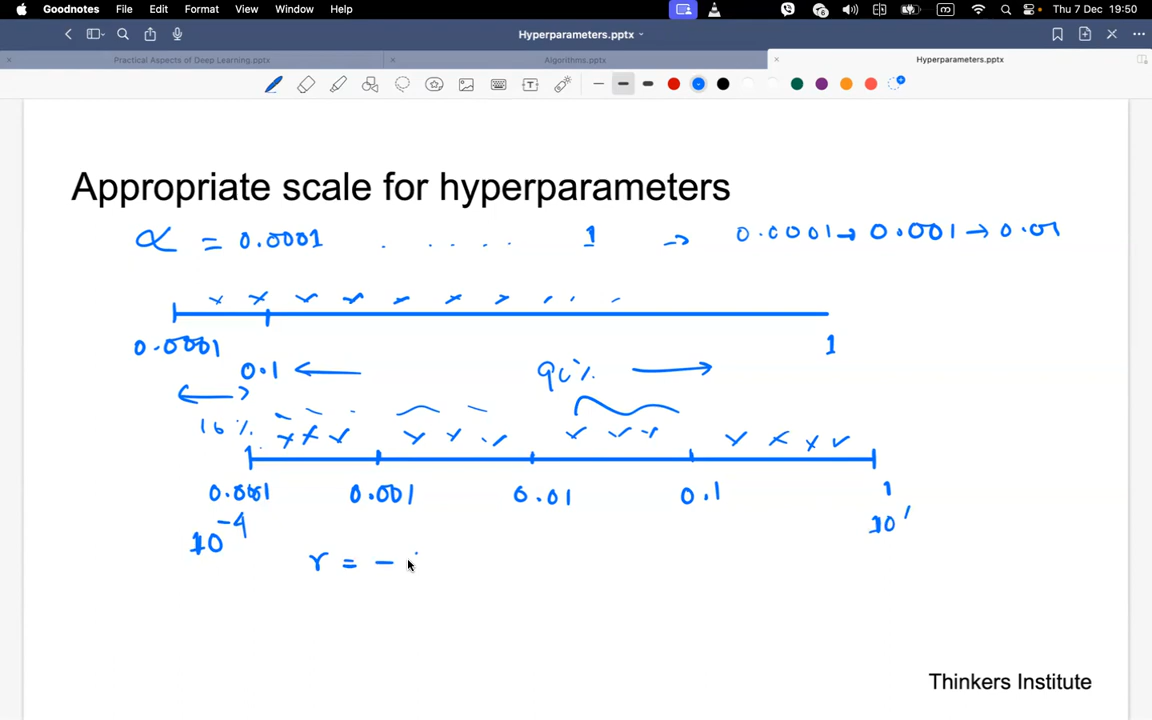 Goodnotes File Edit View Window Help Thu 7 Dec 19:50
Hyperparameters.pptx
Practical Aspects of Deep Learning.pptx Algorithms.pptx Hyperparameters.pptx
Appropriate scale for hyperparameters
α = 0.0001 . . . . . . 1 → 0.0001 → 0.001 → 0.01
0.0001 1
0.1 ← 90% →
10%
0.0001 0.001 0.01 0.1 1
10⁻⁴ 10
r = -
Thinkers Institute